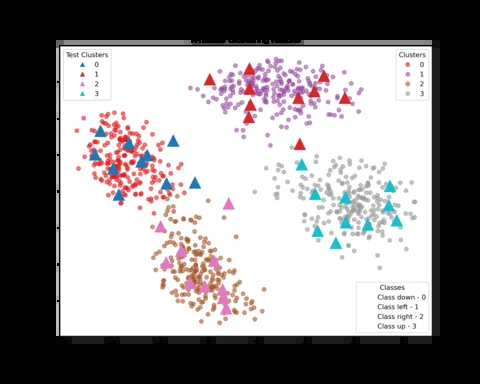 Test Clusters
0
1
2
3
Clusters
0
1
2
3
Classes
Class down - 0
Class left - 1
Class right - 2
Class up - 3